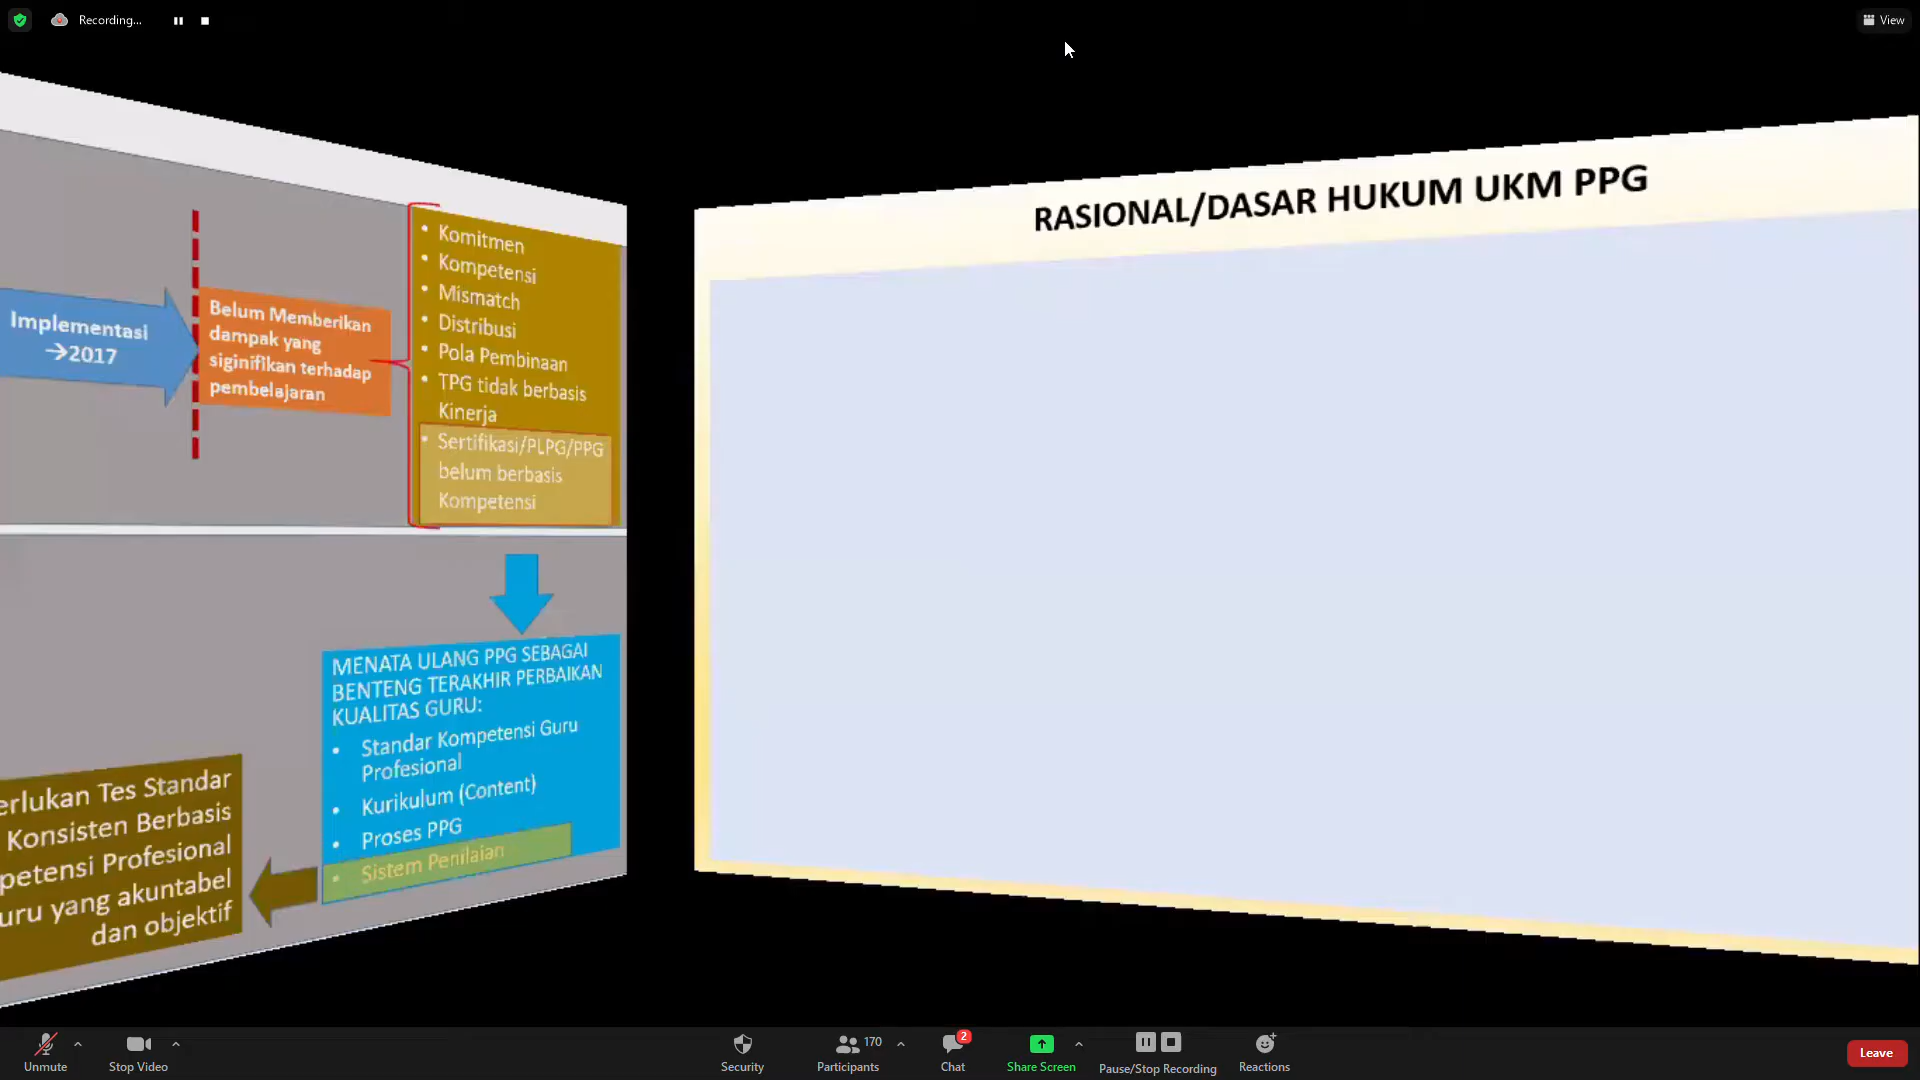 Recording...
View
Implementasi
→2017
Belum Memberikan
dampak yang
siginifikan terhadap
pembelajaran
• Komitmen
• Kompetensi
• Mismatch
• Distribusi
• Pola Pembinaan
• TPG tidak berbasis
Kinerja
• Sertifikasi/PLPG/PPG
belum berbasis
Kompetensi
MENATA ULANG PPG SEBAGAI
BENTENG TERAKHIR PERBAIKAN
KUALITAS GURU:
• Standar Kompetensi Guru
Profesional
• Kurikulum (Content)
• Proses PPG
• Sistem Penilaian
erlukan Tes Standar
Konsisten Berbasis
petensi Profesional
uru yang akuntabel
dan objektif
RASIONAL/DASAR HUKUM UKM PPG
Unmute
Stop Video
Security
Participants
170
Chat
2
Share Screen
Pause/Stop Recording
Reactions
Leave